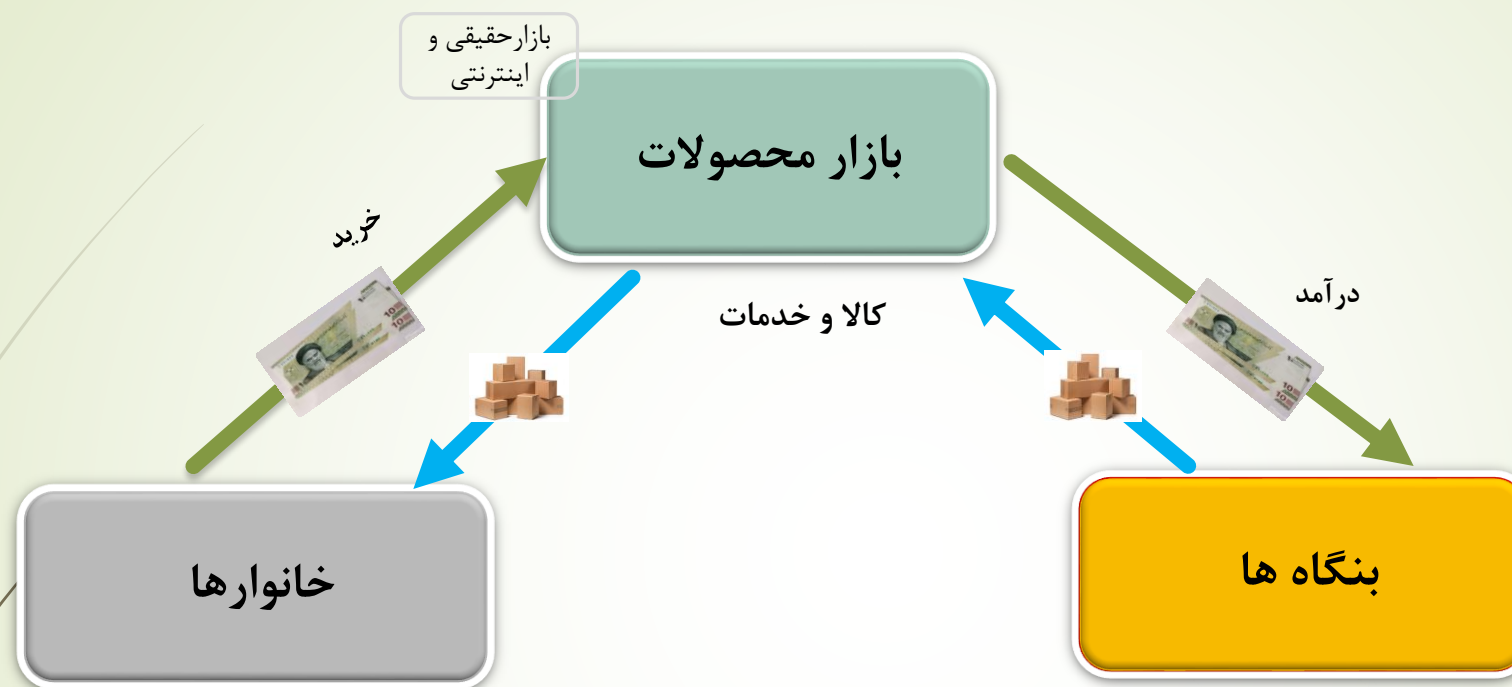 بازارحقیقی و
اینترنتی
بازار محصولات
خرید
درآمد
کالا و خدمات
خانوارها
بنگاه ها